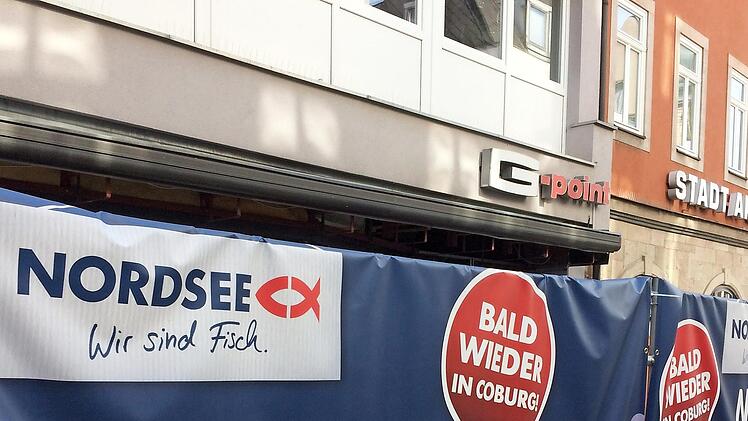 G-point
STADT
NORDSEE
Wir sind Fisch.
BALD
WIEDER
IN COBURG!
BALD
WIEDER
IN COBURG!